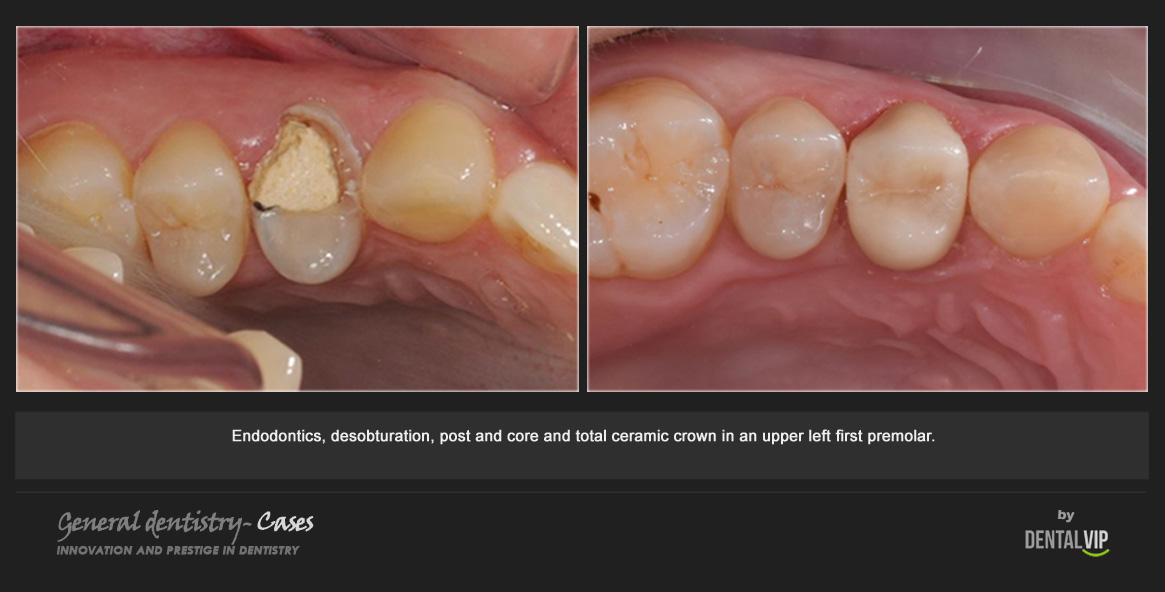 Endodontics, desobturation, post and core and total ceramic crown in an upper left first premolar.
General dentistry- Cases
INNOVATION AND PRESTIGE IN DENTISTRY
by
DENTALVIP